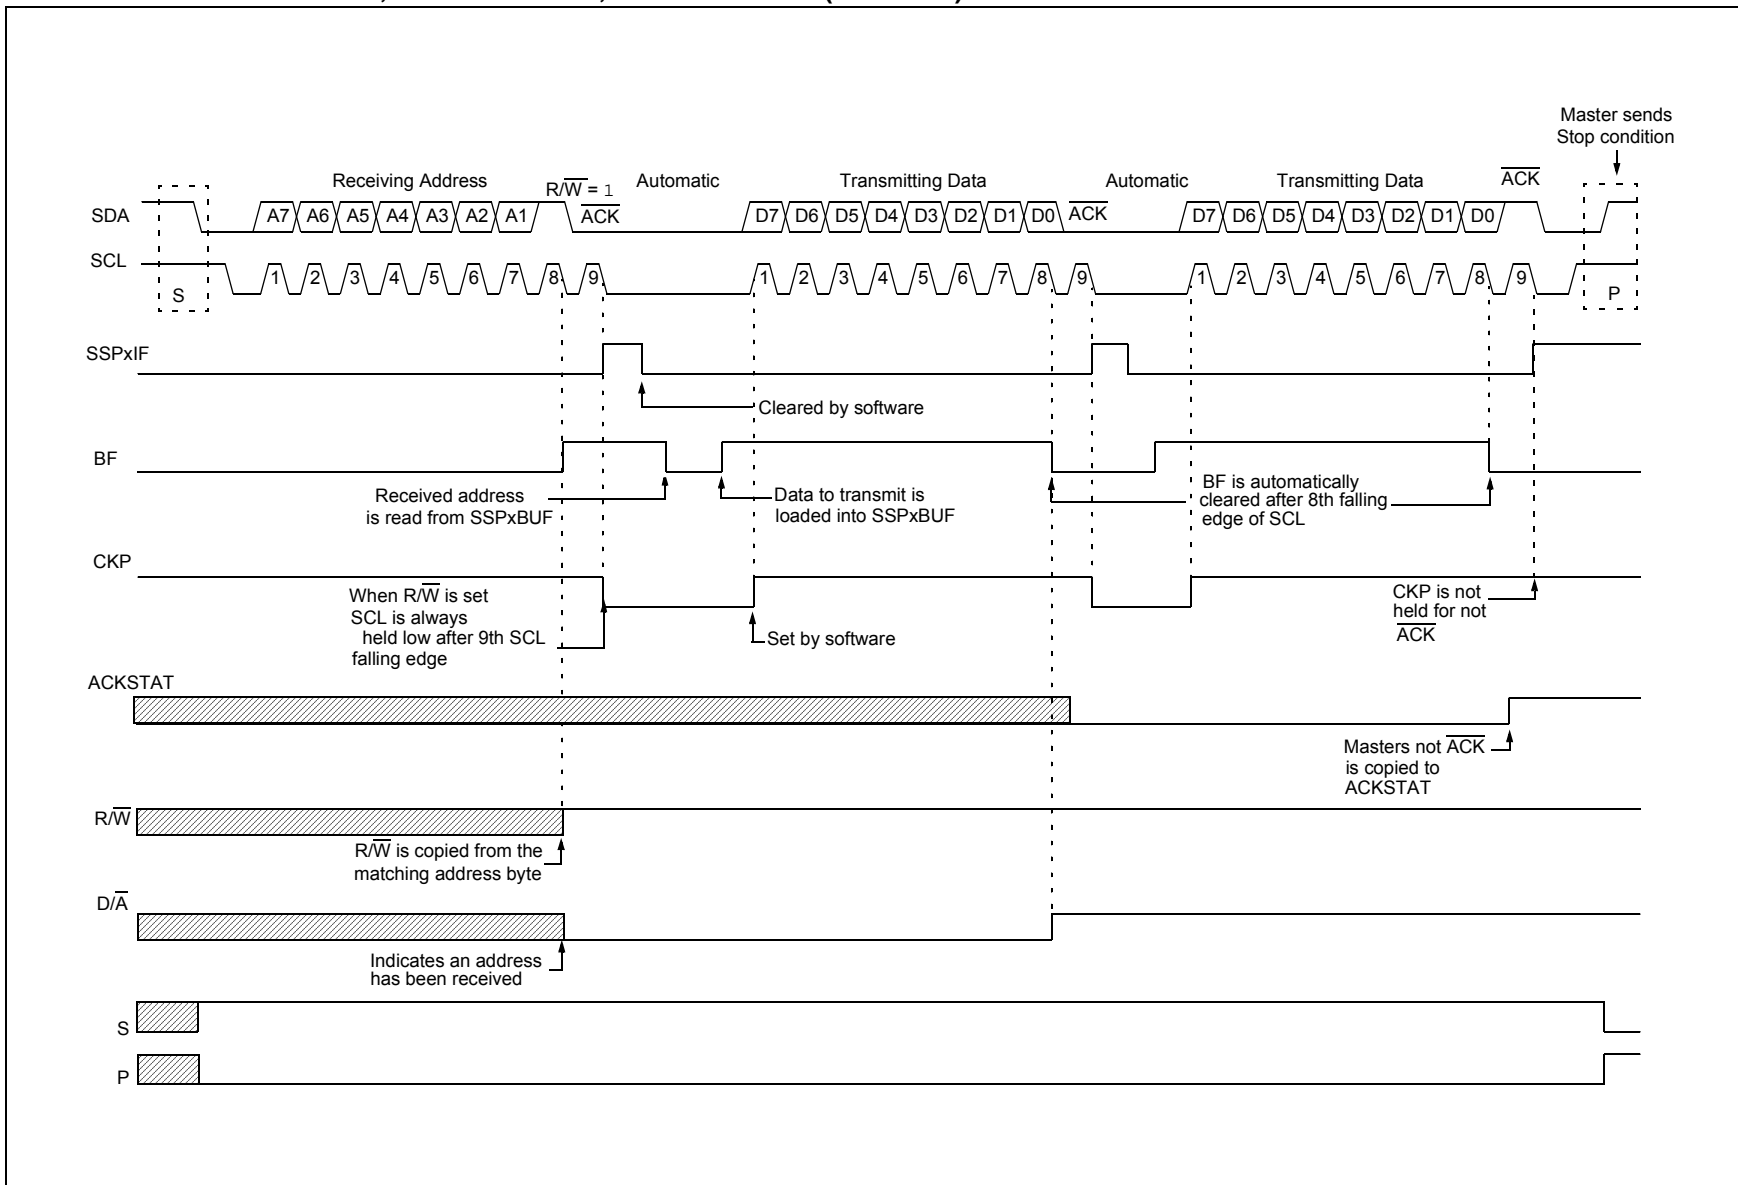 Master sends
Stop condition
Receiving Address
R/W = 1
Automatic
Transmitting Data
Automatic
Transmitting Data
ACK
SDA
A7 A6 A5 A4 A3 A2 A1
ACK
D7 D6 D5 D4 D3 D2 D1 D0
ACK
D7 D6 D5 D4 D3 D2 D1 D0
SCL
S
1 2 3 4 5 6 7 8 9
1 2 3 4 5 6 7 8 9
1 2 3 4 5 6 7 8 9
P
SSPxIF
Cleared by software
BF
Received address
is read from SSPxBUF
Data to transmit is
loaded into SSPxBUF
BF is automatically
cleared after 8th falling
edge of SCL
CKP
When R/W is set
SCL is always
held low after 9th SCL
falling edge
Set by software
CKP is not
held for not
ACK
ACKSTAT
Masters not ACK
is copied to
ACKSTAT
R/W
R/W is copied from the
matching address byte
D/A
Indicates an address
has been received
S
P